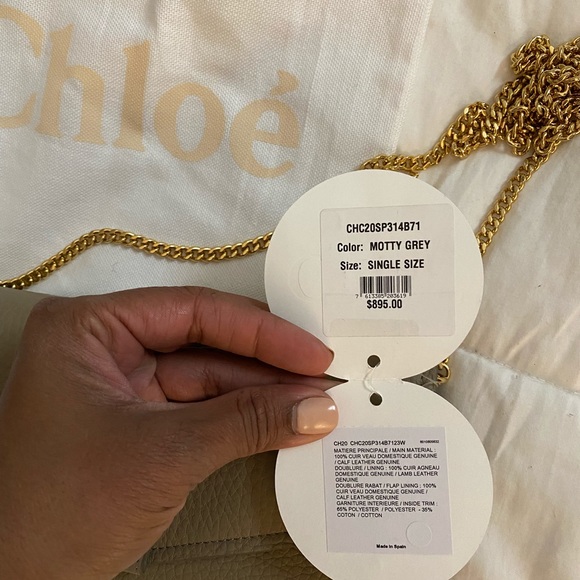 Chloé
CHC20SP314B71
Color: MOTTY GREY
Size: SINGLE SIZE
7 613385 203619
$895.00
CH20 CHC20SP314B7123W
MATIERE PRINCIPALE / MAIN MATERIAL :
100% CUIR VEAU DOMESTIQUE GENUINE
/ CALF LEATHER GENUINE
DOUBLURE / LINING : 100% CUIR AGNEAU
DOMESTIQUE GENUINE / LAMB LEATHER
GENUINE
DOUBLURE RABAT / FLAP LINING : 100%
CUIR VEAU DOMESTIQUE GENUINE /
CALF LEATHER GENUINE
GARNITURE INTERIEURE / INSIDE TRIM :
65% POLYESTER / POLYESTER - 35%
COTON / COTTON
Made in Spain